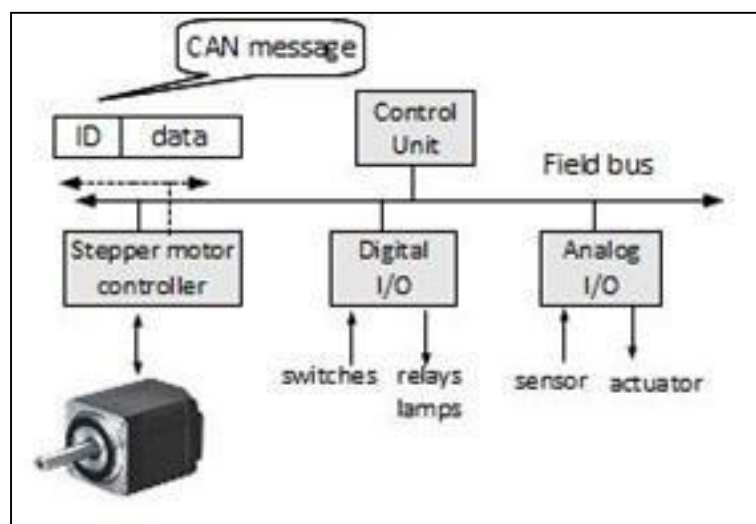 CAN message
ID data
Control
Unit
Field bus
Stepper motor
controller
Digital
I/O
Analog
I/O
switches
relays
lamps
sensor
actuator